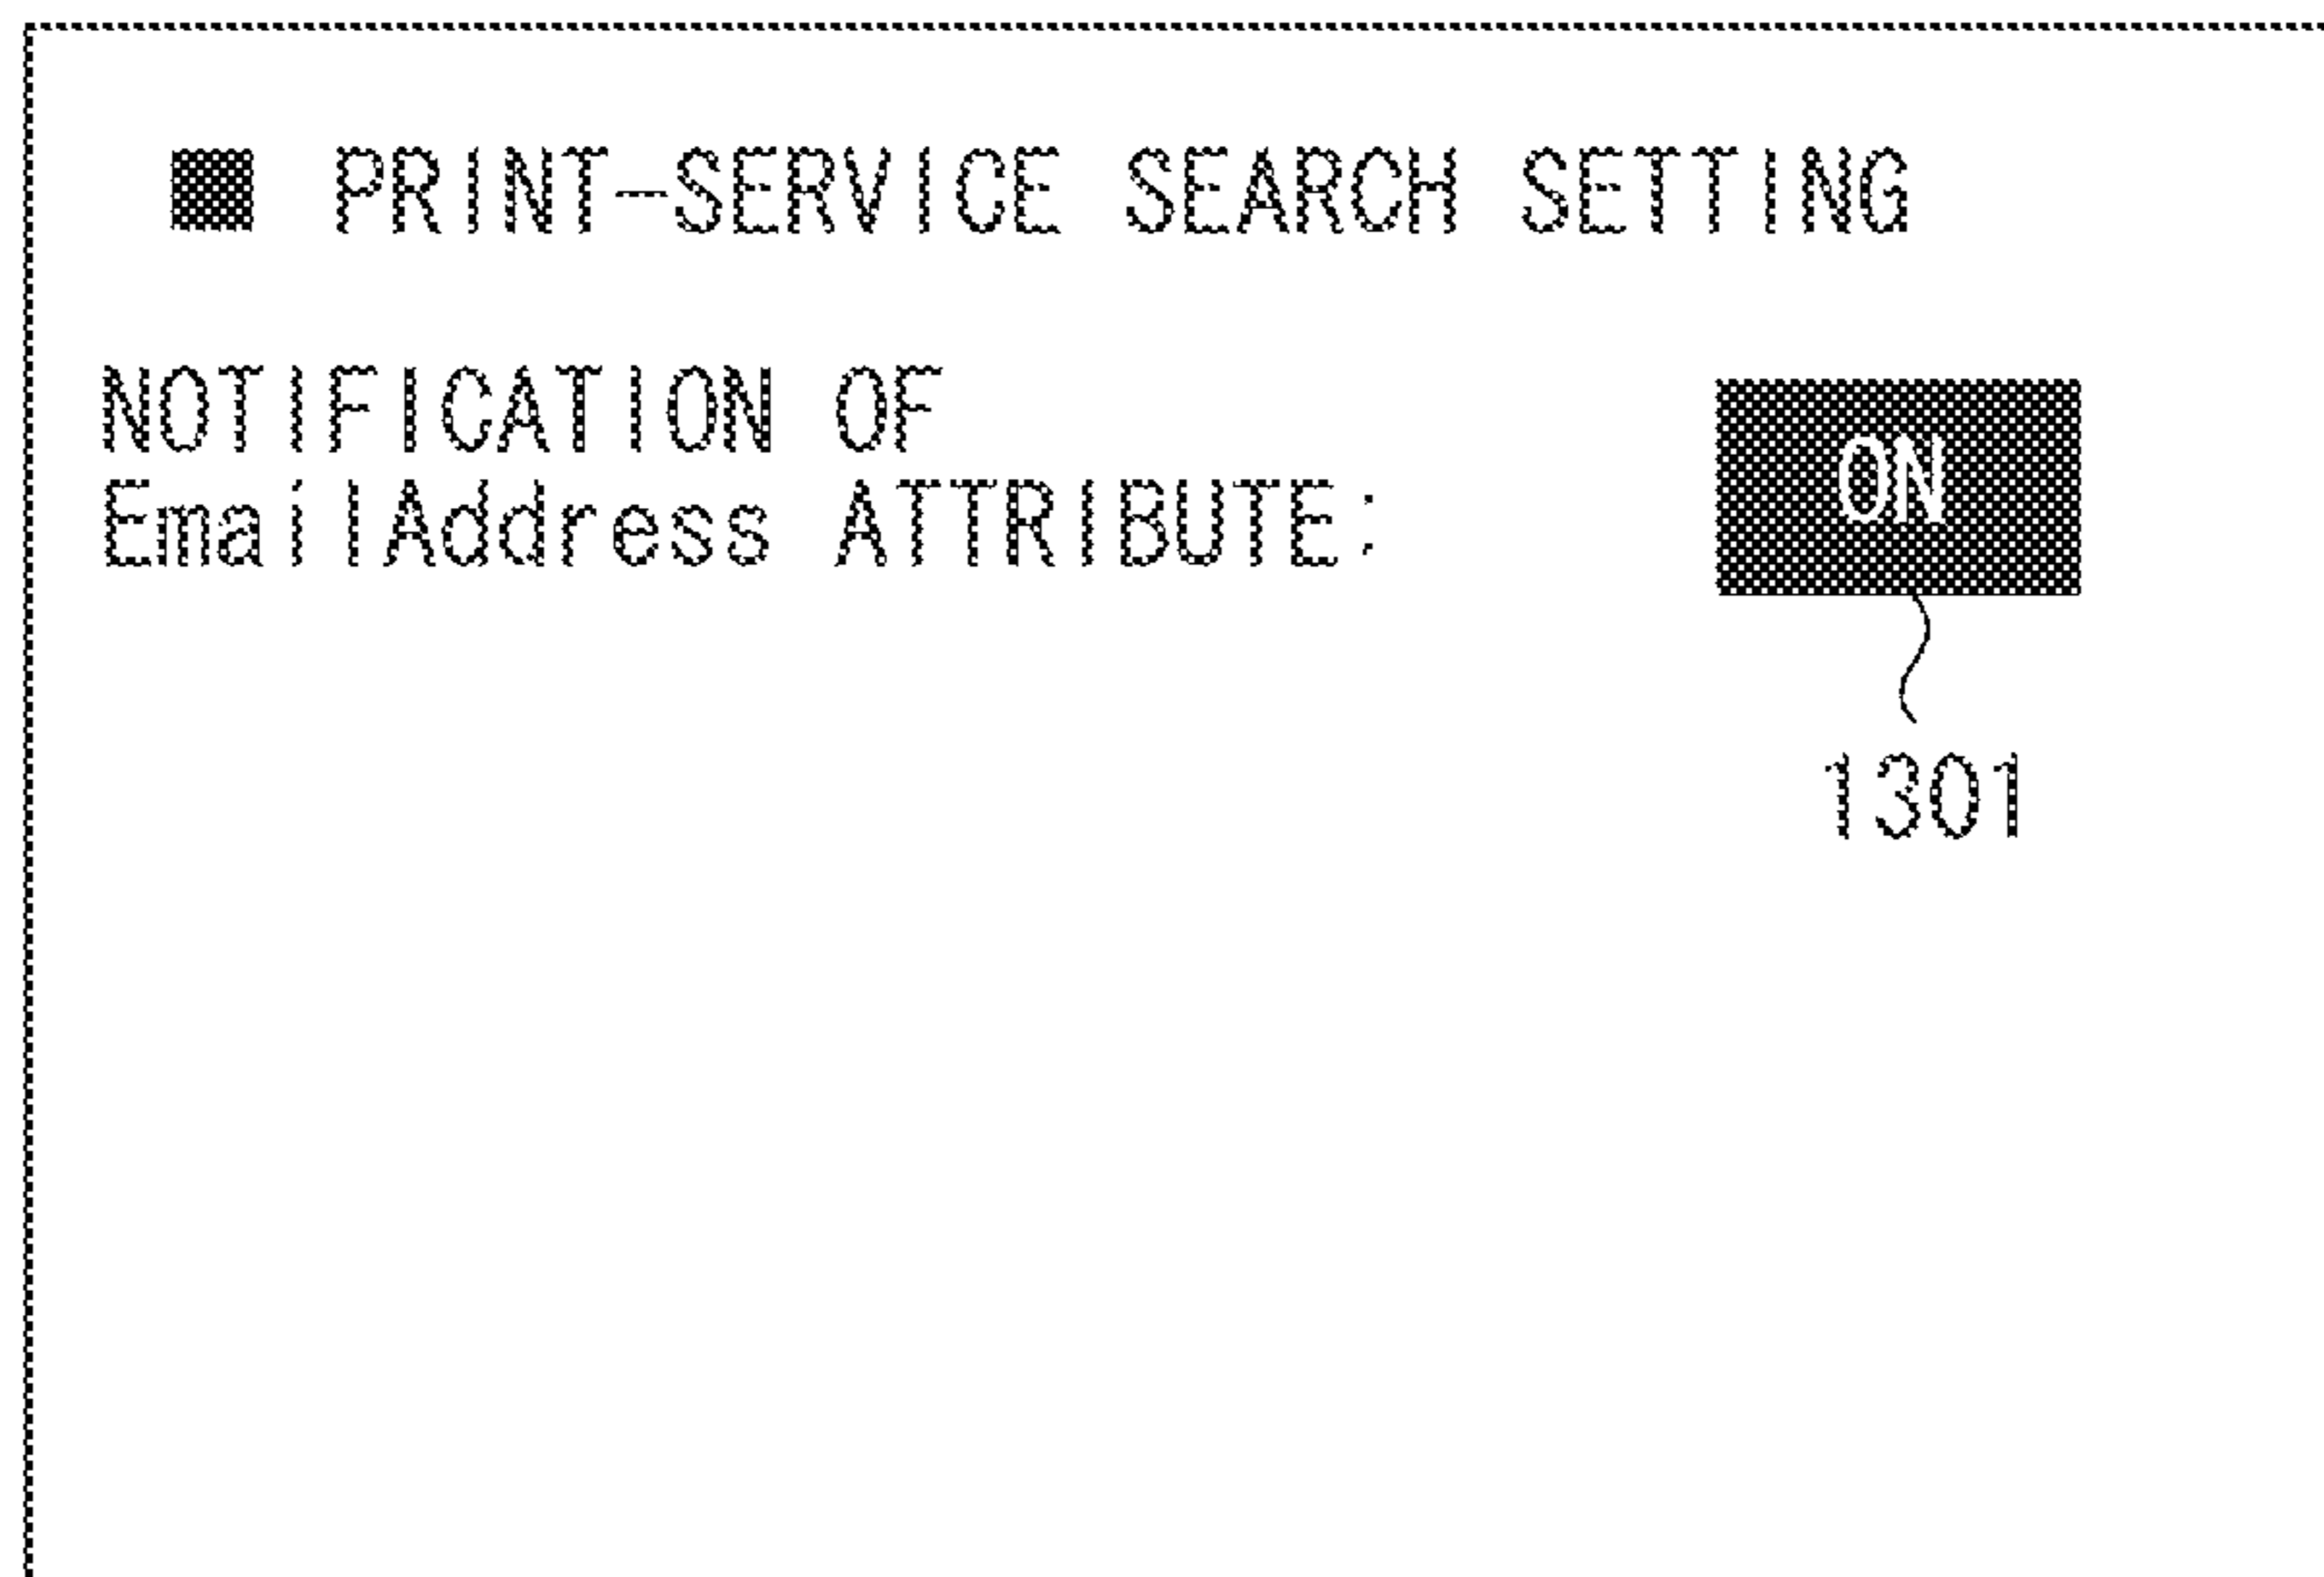 ■ PRINT-SERVICE SEARCH SETTING
NOTIFICATION OF
EmailAddress ATTRIBUTE:
ON
1301